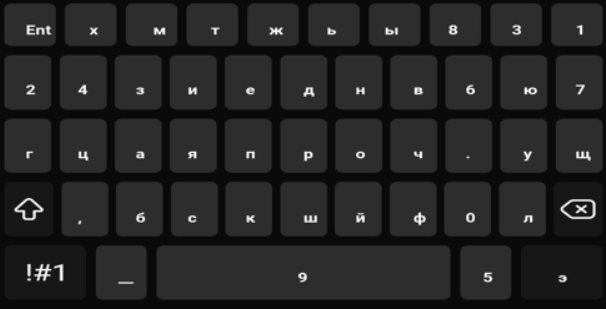 Ent х м т ж ь ы 8 3 1
2 4 з и е д н в 6 ю 7
г ц а я п р о ч . у щ
, б с к ш й ф 0 л
!#1 _ 9 5 э